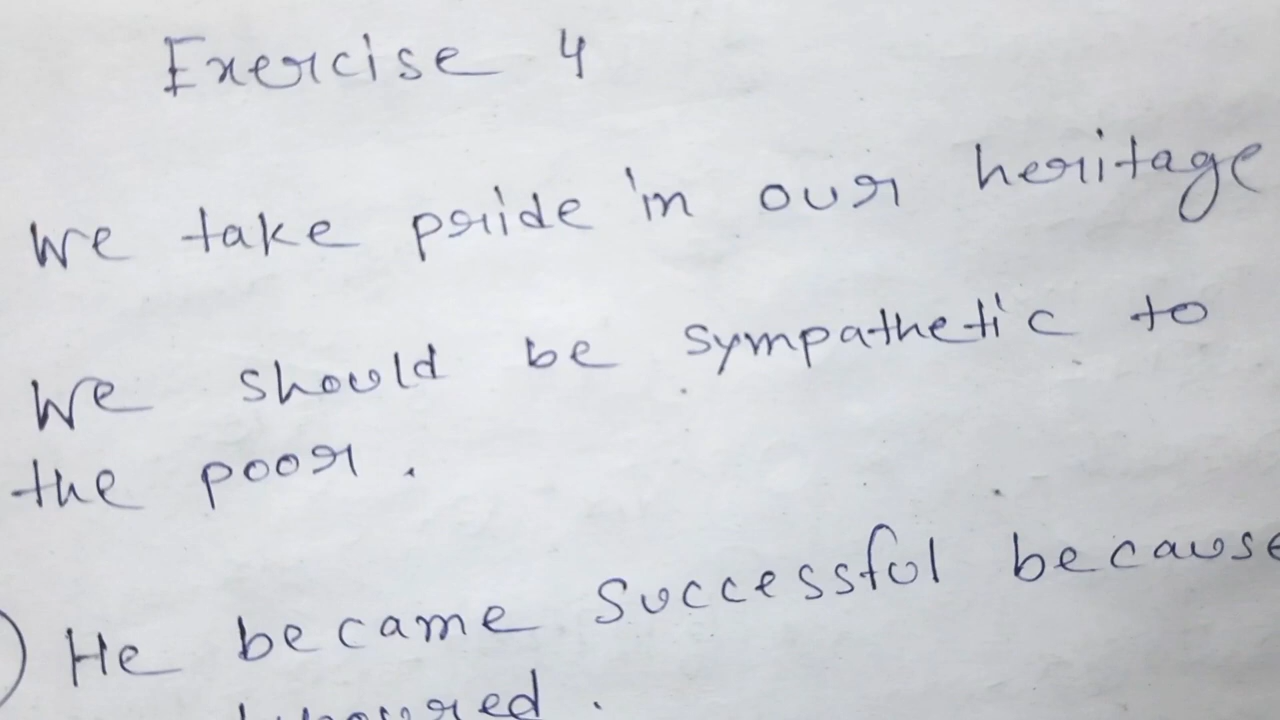 Exercise 4
We take pride in our heritage
We should be sympathetic to
the poor.
) He became successful because